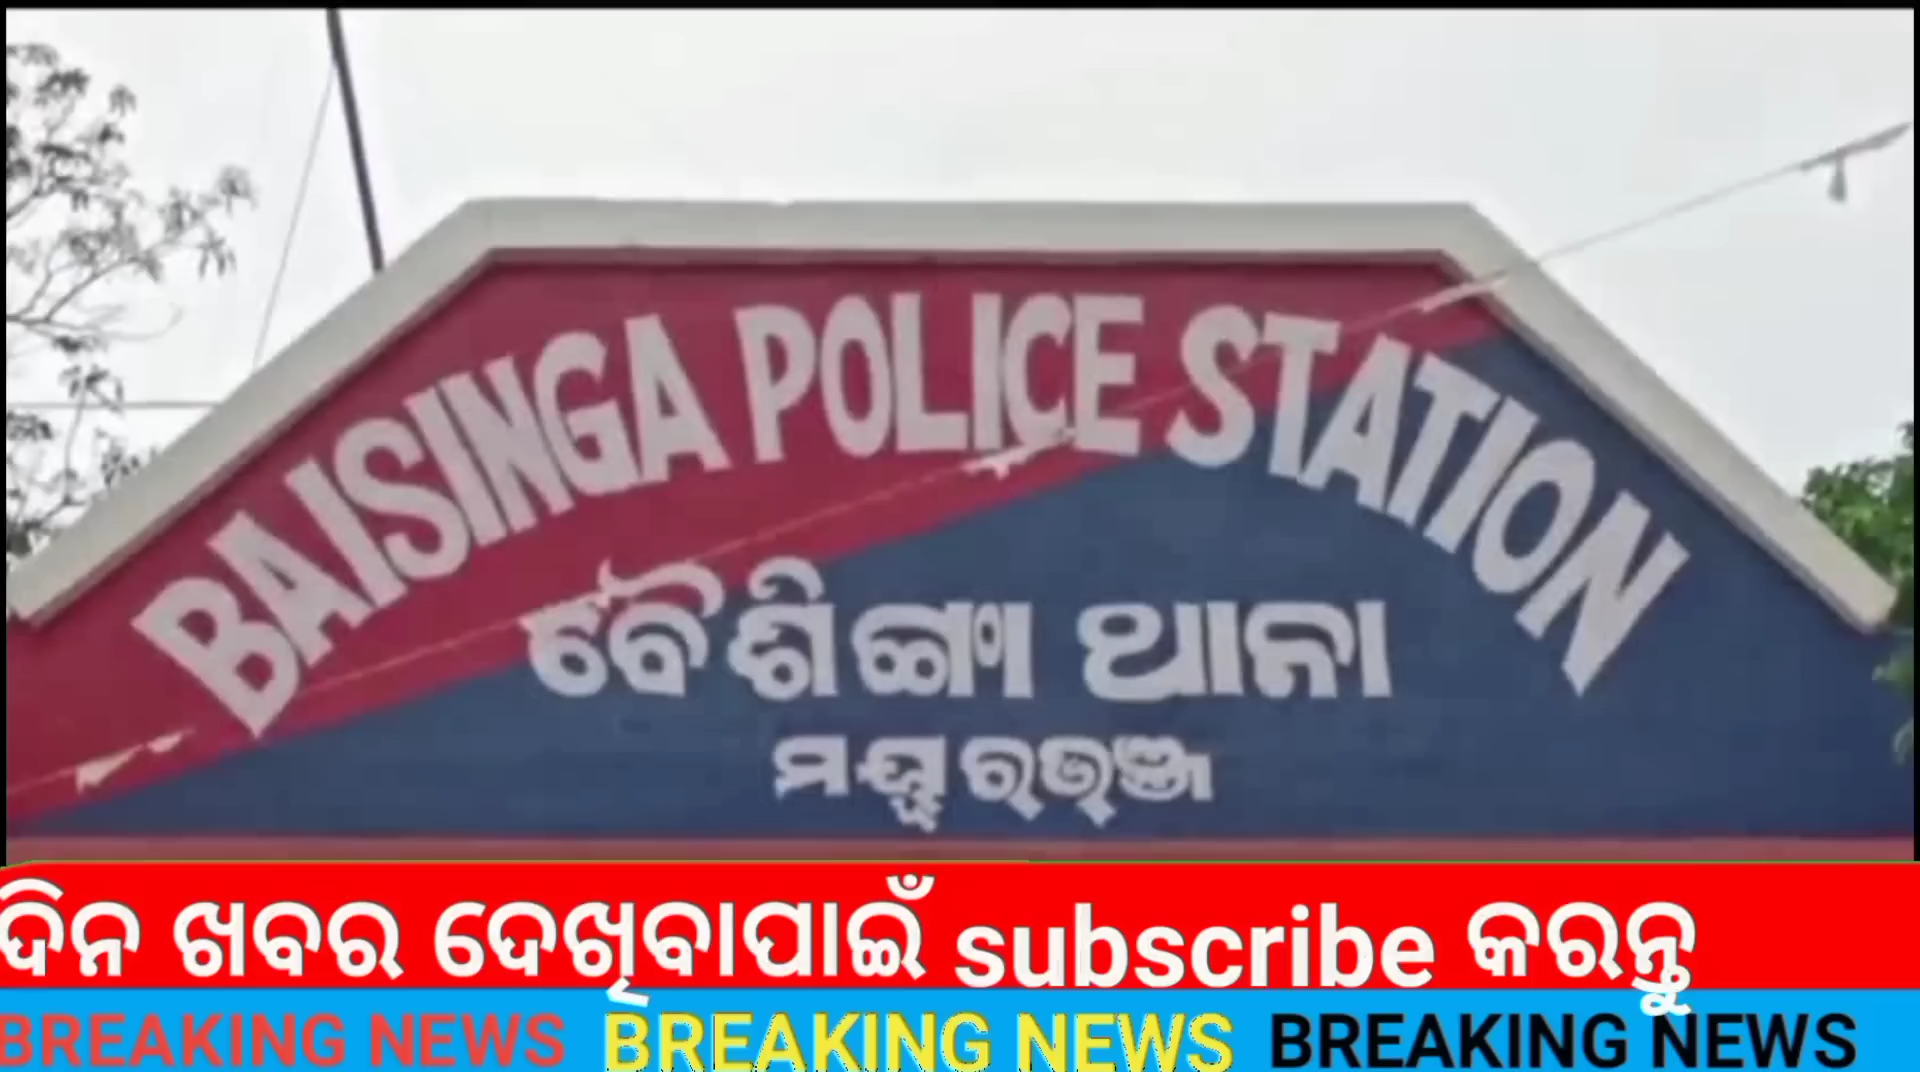 BAISINGA POLICE STATION
ବୈଶିଙ୍ଗା ଥାନା
ମୟୂରଭଞ୍ଜ
ଦିନ ଖବର ଦେଖିବାପାଇଁ subscribe କରନ୍ତୁ
BREAKING NEWS BREAKING NEWS BREAKING NEWS